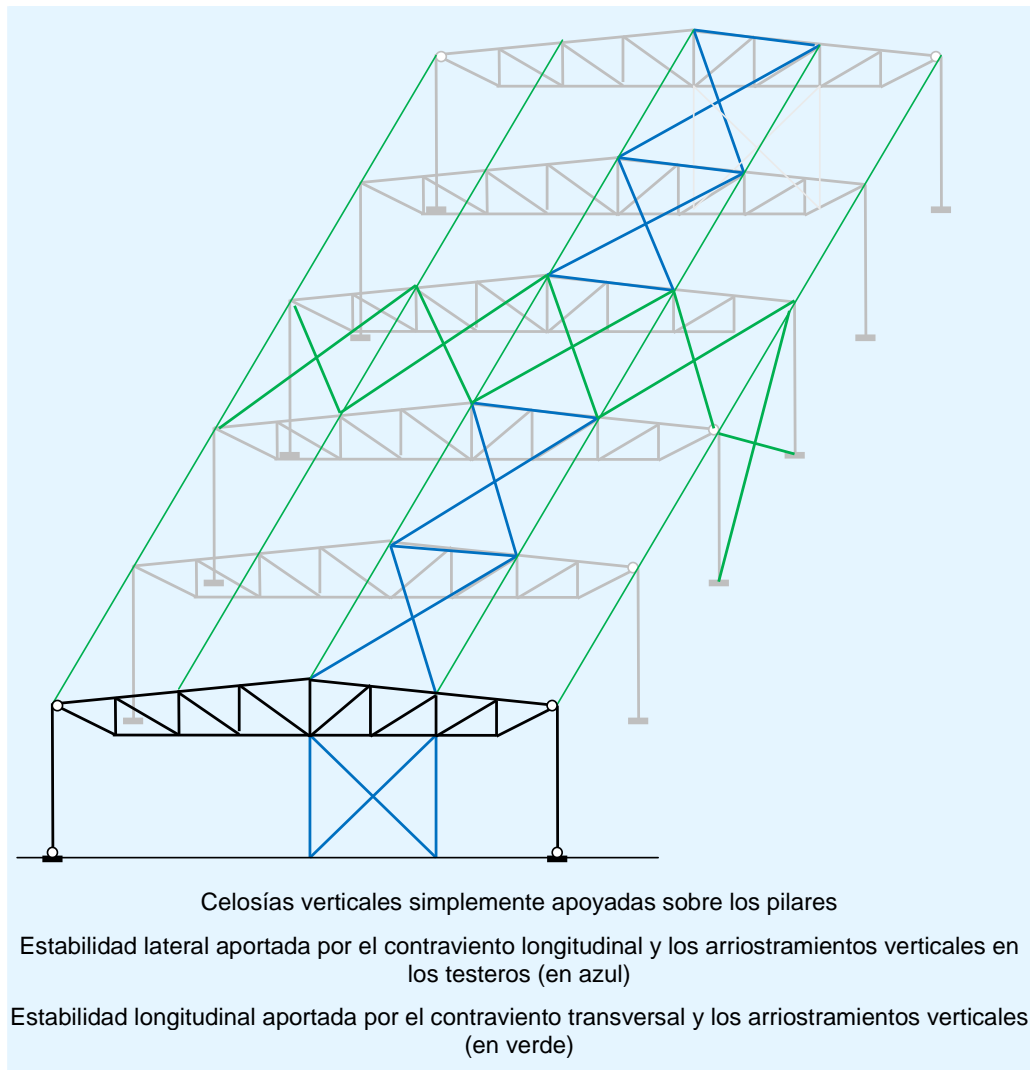 Celosías verticales simplemente apoyadas sobre los pilares
Estabilidad lateral aportada por el contraviento longitudinal y los arriostramientos verticales en
los testeros (en azul)
Estabilidad longitudinal aportada por el contraviento transversal y los arriostramientos verticales
(en verde)